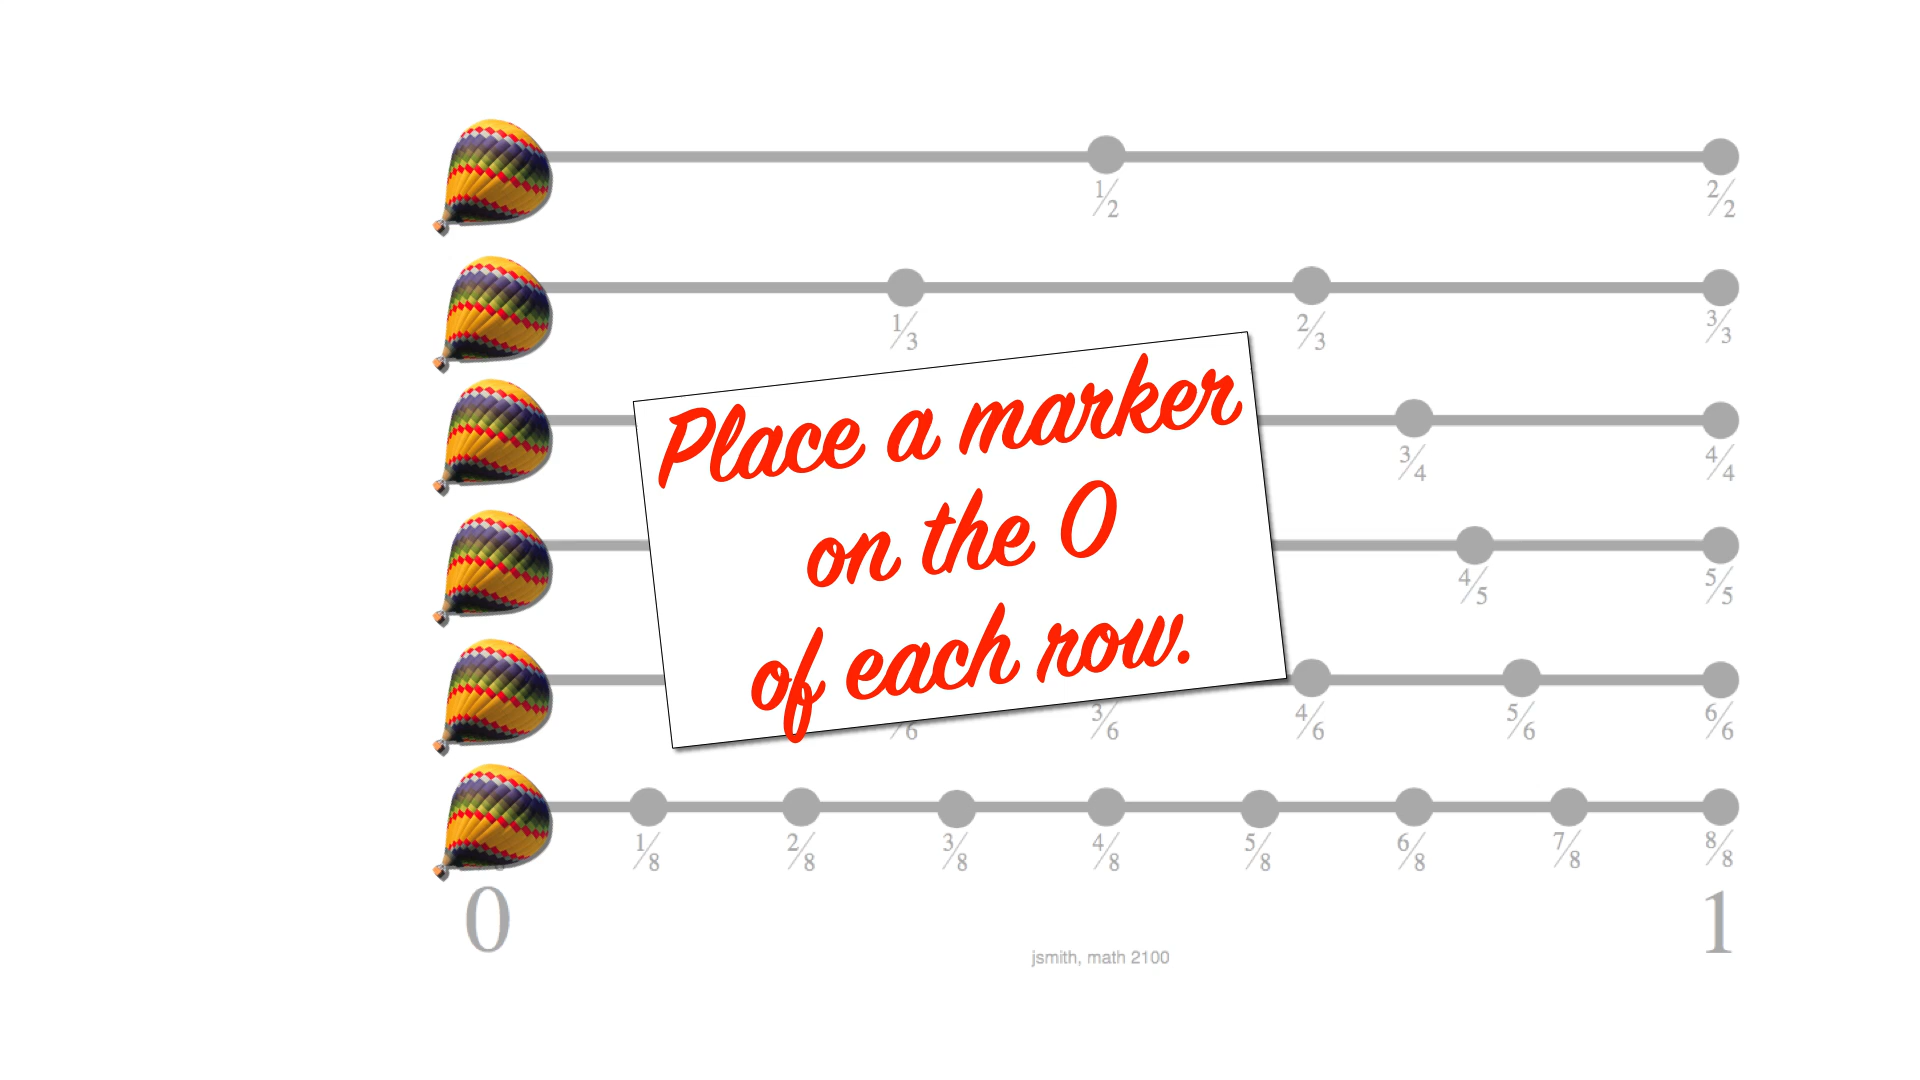 1/2 2/2
1/3 2/3 3/3
Place a marker
on the 0
of each row.
3/4 4/4
4/5 5/5
/6 3/6 4/6 5/6 6/6
1/8 2/8 3/8 4/8 5/8 6/8 7/8 8/8
0 1
jsmith, math 2100